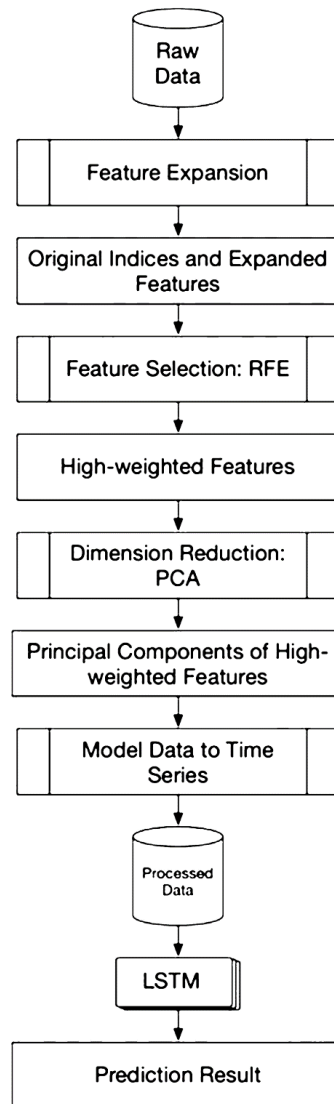 Raw
Data
Feature Expansion
Original Indices and Expanded
Features
Feature Selection: RFE
High-weighted Features
Dimension Reduction:
PCA
Principal Components of High-
weighted Features
Model Data to Time
Series
Processed
Data
LSTM
Prediction Result